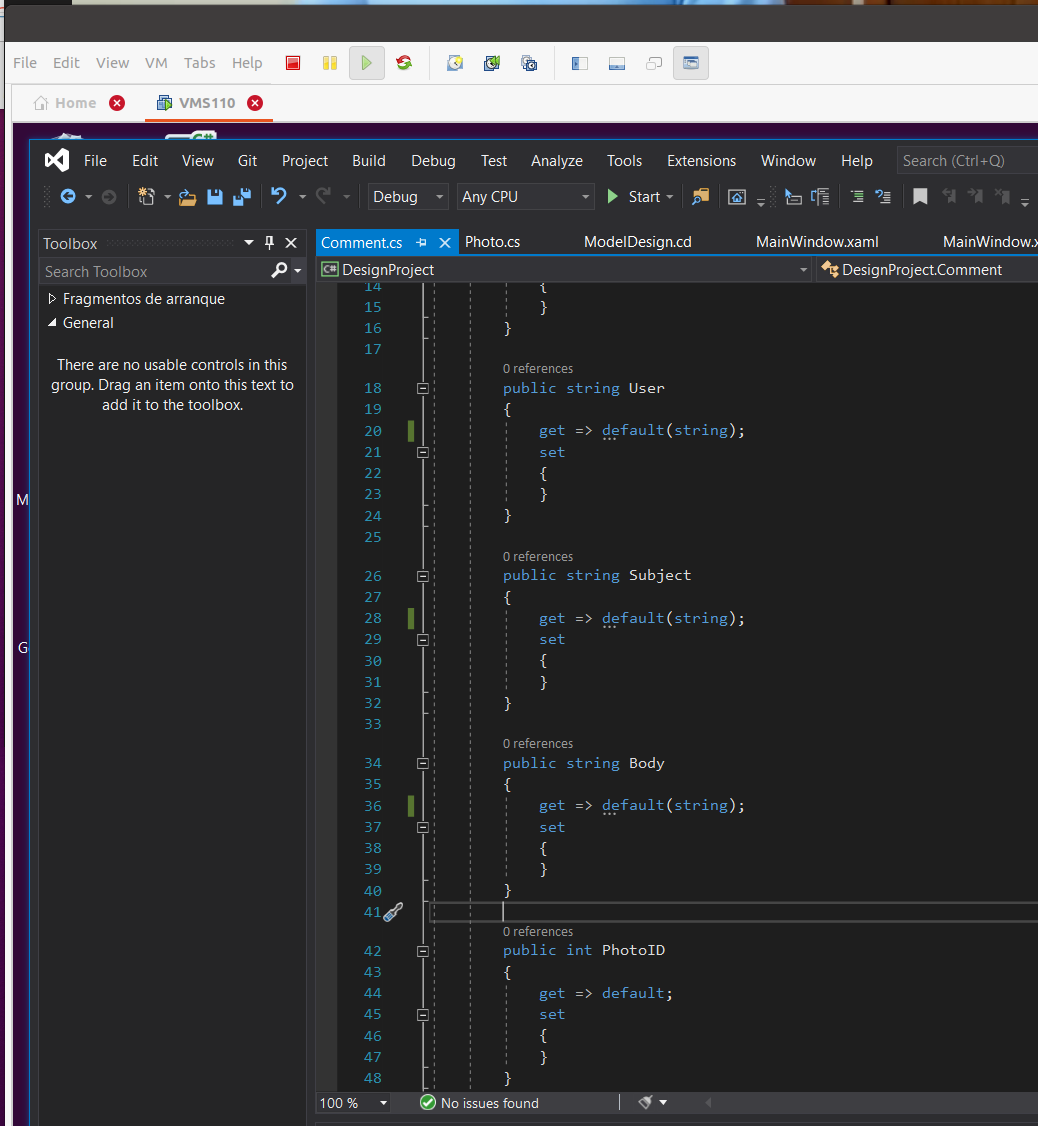 File Edit View VM Tabs Help
Home VMS110
C#
File Edit View Git Project Build Debug Test Analyze Tools Extensions Window Help Search (Ctrl+Q)
Debug Any CPU Start
Toolbox
Search Toolbox
Fragmentos de arranque
General
There are no usable controls in this
group. Drag an item onto this text to
add it to the toolbox.
M
G
Comment.cs Photo.cs ModelDesign.cd MainWindow.xaml MainWindow.x
C# DesignProject DesignProject.Comment
14 {
15 }
16 }
17
0 references
18 public string User
19 {
20 get => default(string);
21 set
22 {
23 }
24 }
25
0 references
26 public string Subject
27 {
28 get => default(string);
29 set
30 {
31 }
32 }
33
0 references
34 public string Body
35 {
36 get => default(string);
37 set
38 {
39 }
40 }
41
0 references
42 public int PhotoID
43 {
44 get => default;
45 set
46 {
47 }
48 }
100 % No issues found